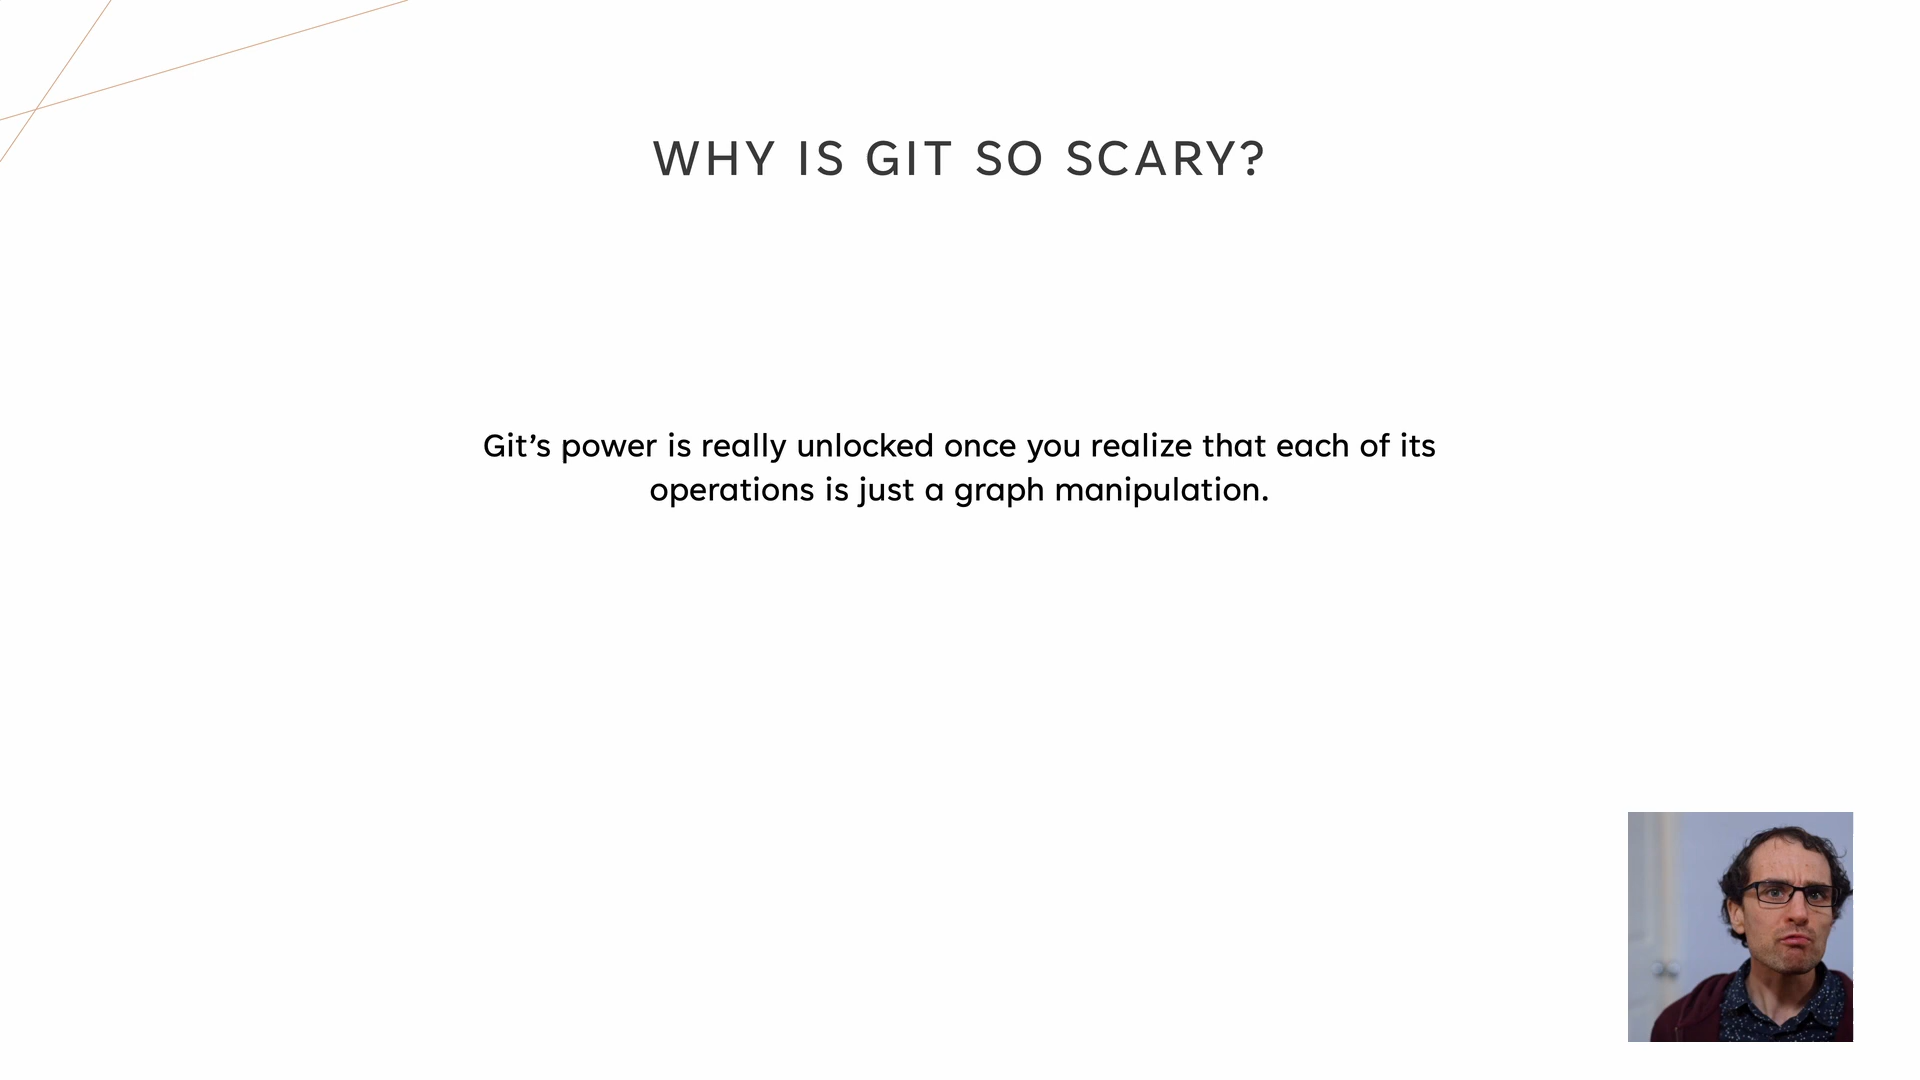 WHY IS GIT SO SCARY?
Git’s power is really unlocked once you realize that each of its
operations is just a graph manipulation.